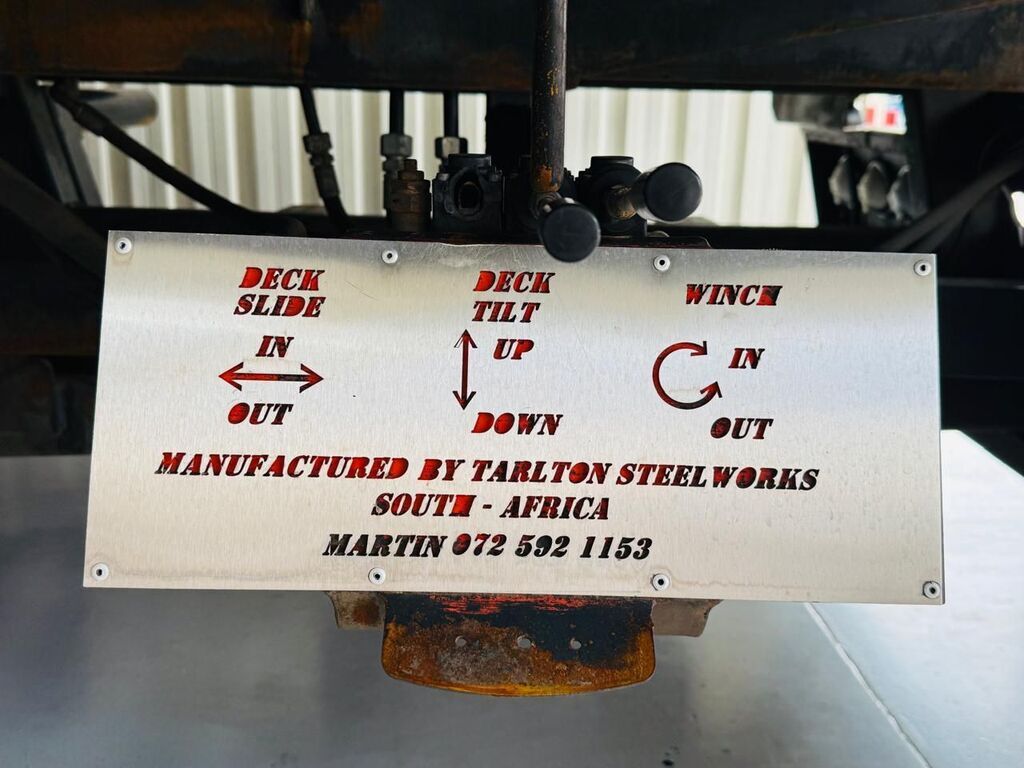 DECK
SLIDE
IN
OUT
DECK
TILT
UP
DOWN
WINCH
IN
OUT
MANUFACTURED BY TARLTON STEELWORKS
SOUTH - AFRICA
MARTIN 072 592 1153